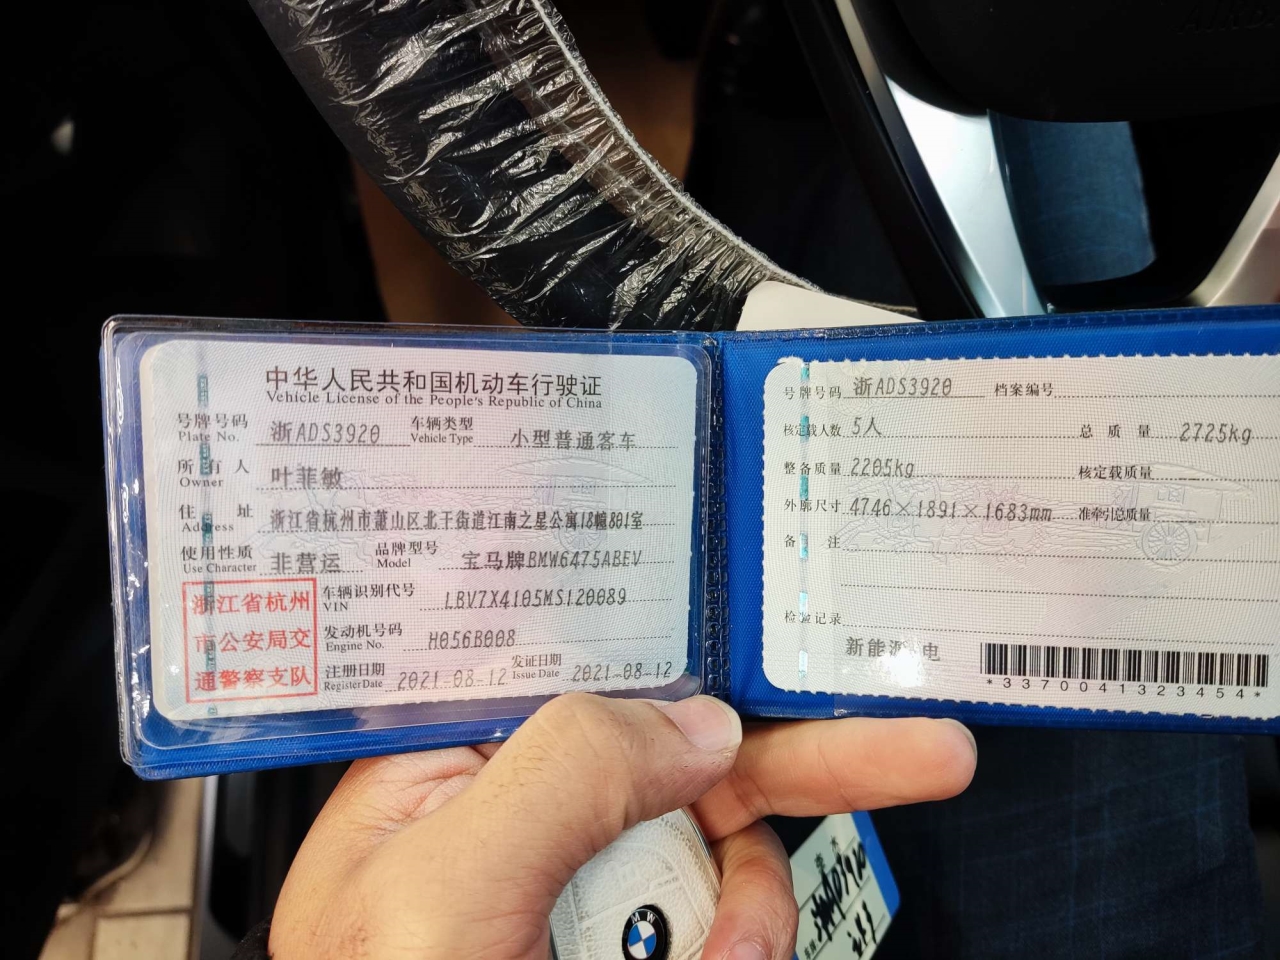 中华人民共和国机动车行驶证
Vehicle License of the People's Republic of China
号牌号码 浙ADS3920 车辆类型 小型普通客车
Plate No. Vehicle Type
所有人 叶菲敏
Owner
住址 浙江省杭州市萧山区北干街道江南之星公寓18幢801室
Address
使用性质 非营运 品牌型号 宝马牌BMW6475ABEV
Use Character Model
浙江省杭州
市公安局交
通警察支队
车辆识别代号 LBV7X4105MS120089
VIN
发动机号码 H056B008
Engine No.
注册日期 2021-08-12 发证日期 2021-08-12
Register Date Issue Date
号牌号码 浙ADS3920 档案编号
核定载人数 5人 总质量 2725kg
整备质量 2205kg 核定载质量
外廓尺寸 4746×1891×1683mm 准牵引总质量
备注
检验记录
新能源 电
*3370041323454*
BMW